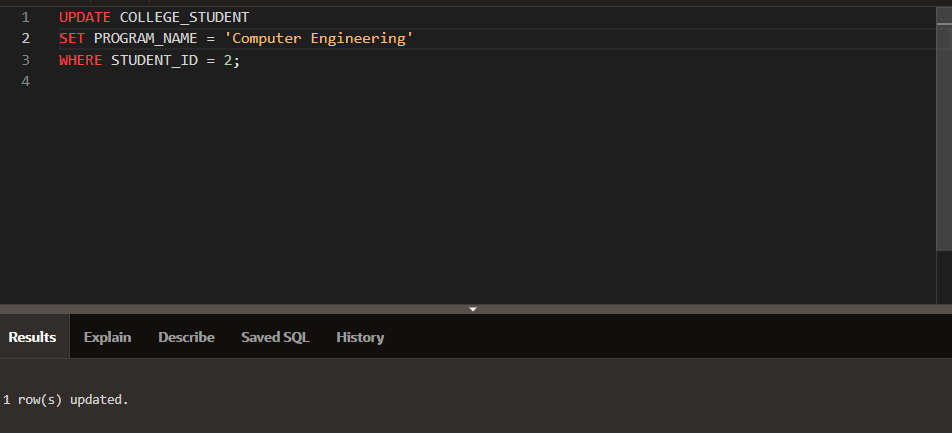 1 UPDATE COLLEGE_STUDENT
2 SET PROGRAM_NAME = 'Computer Engineering'
3 WHERE STUDENT_ID = 2;
4
Results Explain Describe Saved SQL History
1 row(s) updated.